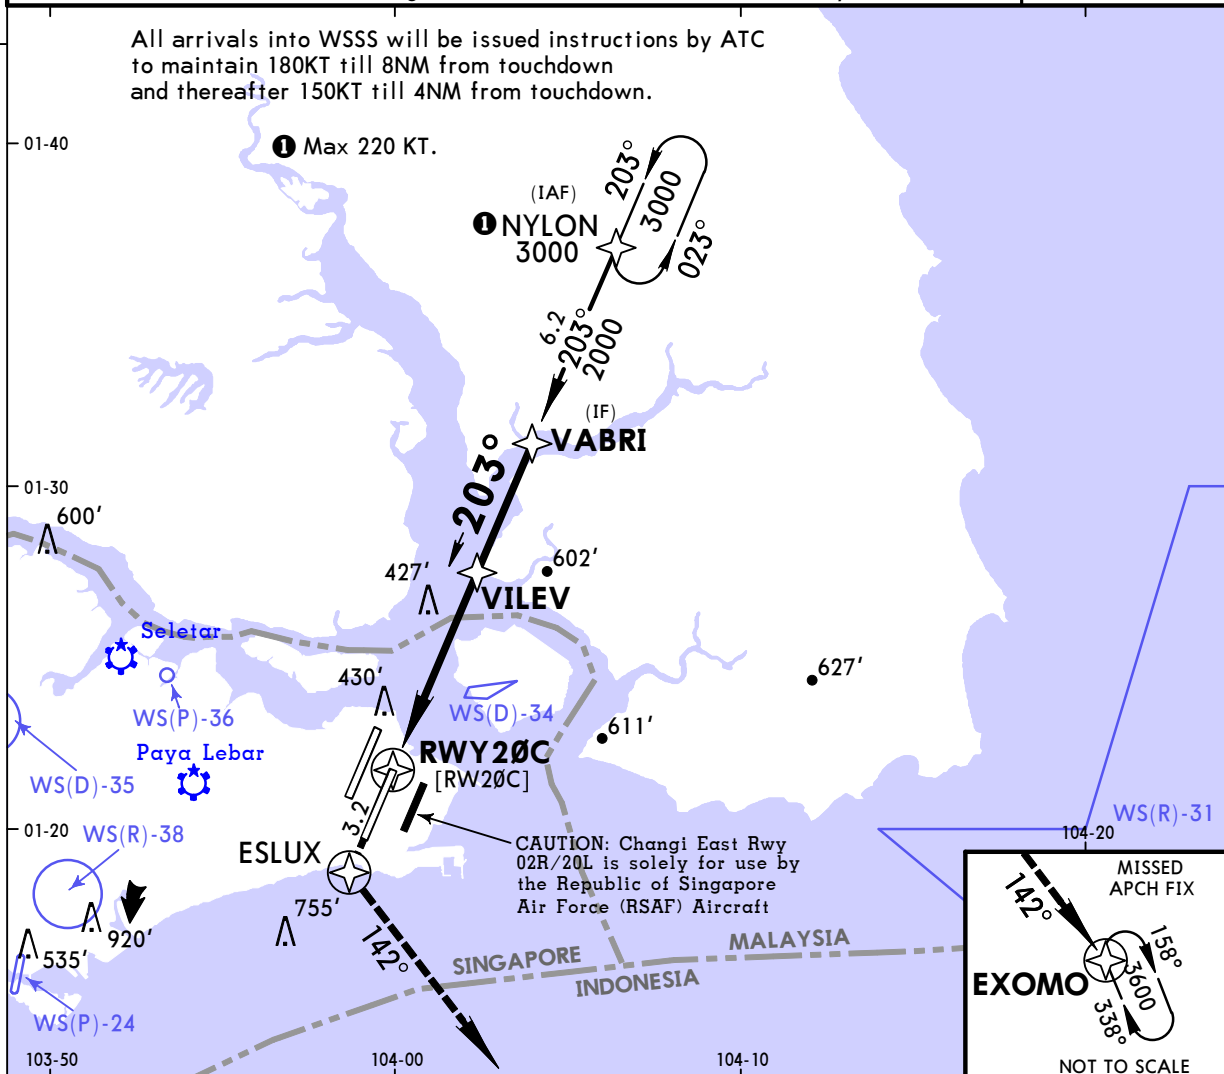 All arrivals into WSSS will be issued instructions by ATC
to maintain 180KT till 8NM from touchdown
and thereafter 150KT till 4NM from touchdown.
01-40
1 Max 220 KT.
203°
3000
023°
(IAF)
1 NYLON
3000
6.2
203°
2000
(IF)
VABRI
203°
01-30
600'
602'
427'
VILEV
Seletar
627'
430'
WS(P)-36
WS(D)-34
611'
Paya Lebar
RWY20C
[RW20C]
WS(D)-35
3.2
WS(R)-31
01-20
WS(R)-38
104-20
ESLUX
CAUTION: Changi East Rwy
02R/20L is solely for use by
the Republic of Singapore
Air Force (RSAF) Aircraft
MISSED
APCH FIX
142°
755'
920'
535'
142°
158°
SINGAPORE
MALAYSIA
INDONESIA
EXOMO
3600
338°
WS(P)-24
103-50
104-00
104-10
NOT TO SCALE